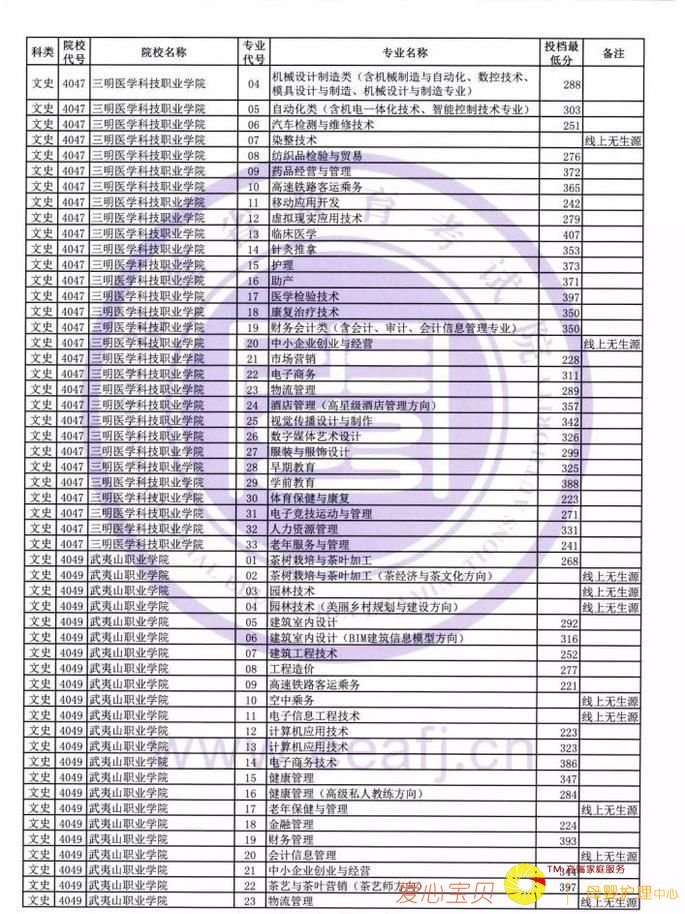 科类 院校代号 院校名称 专业代号 专业名称 投档最低分 备注
文史 4047 三明医学科技职业学院 04 机械设计制造类（含机械制造与自动化、数控技术、模具设计与制造、机械设计与制造专业） 288
文史 4047 三明医学科技职业学院 05 自动化类（含机电一体化技术、智能控制技术专业） 303
文史 4047 三明医学科技职业学院 06 汽车检测与维修技术 251
文史 4047 三明医学科技职业学院 07 染整技术 线上无生源
文史 4047 三明医学科技职业学院 08 纺织品检验与贸易 276
文史 4047 三明医学科技职业学院 09 药品经营与管理 372
文史 4047 三明医学科技职业学院 10 高速铁路客运乘务 365
文史 4047 三明医学科技职业学院 11 移动应用开发 242
文史 4047 三明医学科技职业学院 12 虚拟现实应用技术 279
文史 4047 三明医学科技职业学院 13 临床医学 407
文史 4047 三明医学科技职业学院 14 针灸推拿 353
文史 4047 三明医学科技职业学院 15 护理 373
文史 4047 三明医学科技职业学院 16 助产 371
文史 4047 三明医学科技职业学院 17 医学检验技术 397
文史 4047 三明医学科技职业学院 18 康复治疗技术 350
文史 4047 三明医学科技职业学院 19 财务会计类（含会计、审计、会计信息管理专业） 350
文史 4047 三明医学科技职业学院 20 中小企业创业与经营 线上无生源
文史 4047 三明医学科技职业学院 21 市场营销 228
文史 4047 三明医学科技职业学院 22 电子商务 311
文史 4047 三明医学科技职业学院 23 物流管理 289
文史 4047 三明医学科技职业学院 24 酒店管理（高星级酒店管理方向） 357
文史 4047 三明医学科技职业学院 25 视觉传播设计与制作 342
文史 4047 三明医学科技职业学院 26 数字媒体艺术设计 326
文史 4047 三明医学科技职业学院 27 服装与服饰设计 299
文史 4047 三明医学科技职业学院 28 早期教育 325
文史 4047 三明医学科技职业学院 29 学前教育 388
文史 4047 三明医学科技职业学院 30 体育保健与康复 223
文史 4047 三明医学科技职业学院 31 电子竞技运动与管理 271
文史 4047 三明医学科技职业学院 32 人力资源管理 331
文史 4047 三明医学科技职业学院 33 老年服务与管理 241
文史 4049 武夷山职业学院 01 茶树栽培与茶叶加工 268
文史 4049 武夷山职业学院 02 茶树栽培与茶叶加工（茶经济与茶文化方向） 线上无生源
文史 4049 武夷山职业学院 03 园林技术 线上无生源
文史 4049 武夷山职业学院 04 园林技术（美丽乡村规划与建设方向） 线上无生源
文史 4049 武夷山职业学院 05 建筑室内设计 292
文史 4049 武夷山职业学院 06 建筑室内设计（BIM建筑信息模型方向） 316
文史 4049 武夷山职业学院 07 建筑工程技术 252
文史 4049 武夷山职业学院 08 工程造价 277
文史 4049 武夷山职业学院 09 高速铁路客运乘务 221
文史 4049 武夷山职业学院 10 空中乘务 线上无生源
文史 4049 武夷山职业学院 11 电子信息工程技术 线上无生源
文史 4049 武夷山职业学院 12 计算机应用技术 223
文史 4049 武夷山职业学院 13 计算机应用技术 323
文史 4049 武夷山职业学院 14 电子商务技术 386
文史 4049 武夷山职业学院 15 健康管理 347
文史 4049 武夷山职业学院 16 健康管理（高级私人教练方向） 284
文史 4049 武夷山职业学院 17 老年保健与管理 线上无生源
文史 4049 武夷山职业学院 18 金融管理 224
文史 4049 武夷山职业学院 19 财务管理 393
文史 4049 武夷山职业学院 20 会计信息管理 线上无生源
文史 4049 武夷山职业学院 21 中小企业创业与经营 344
文史 4049 武夷山职业学院 22 茶艺与茶叶营销（茶艺师方向） 397
文史 4049 武夷山职业学院 23 物流管理 线上无生源
www.eeafj.cn
爱心宝贝
母婴护理中心